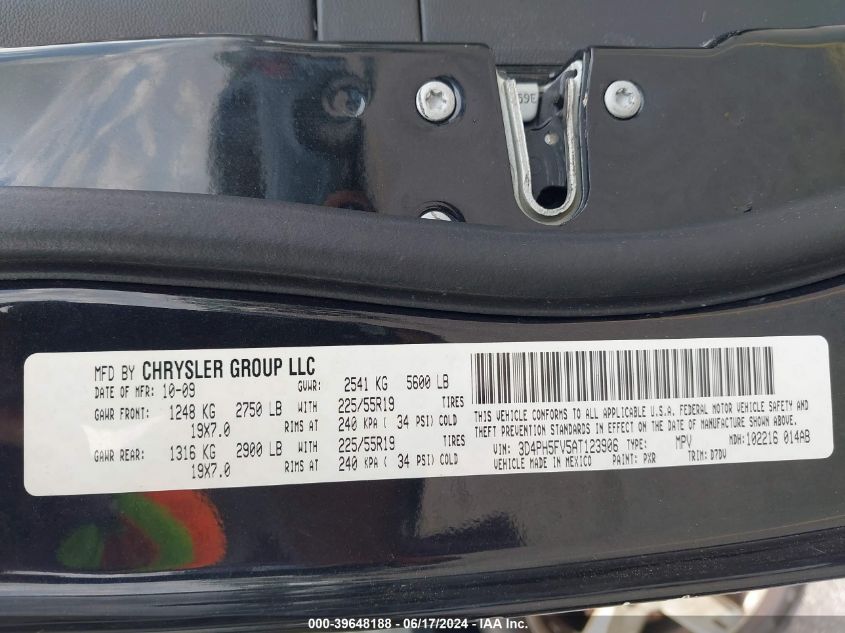 69E
MFD BY CHRYSLER GROUP LLC
DATE OF MFR: 10-09 GVWR: 2541 KG 5600 LB
GAWR FRONT: 1248 KG 2750 LB WITH 225/55R19 TIRES
19X7.0 RIMS AT 240 KPA ( 34 PSI) COLD
GAWR REAR: 1316 KG 2900 LB WITH 225/55R19 TIRES
19X7.0 RIMS AT 240 KPA ( 34 PSI) COLD
THIS VEHICLE CONFORMS TO ALL APPLICABLE U.S.A. FEDERAL MOTOR VEHICLE SAFETY AND
THEFT PREVENTION STANDARDS IN EFFECT ON THE DATE OF MANUFACTURE SHOWN ABOVE.
VIN: 3D4PH5FV5AT123906 TYPE: MPV MDH: 102216 014AB
VEHICLE MADE IN MEXICO PAINT: PXR TRIM: D7DV
000-39648188 - 06/17/2024 - IAA Inc.